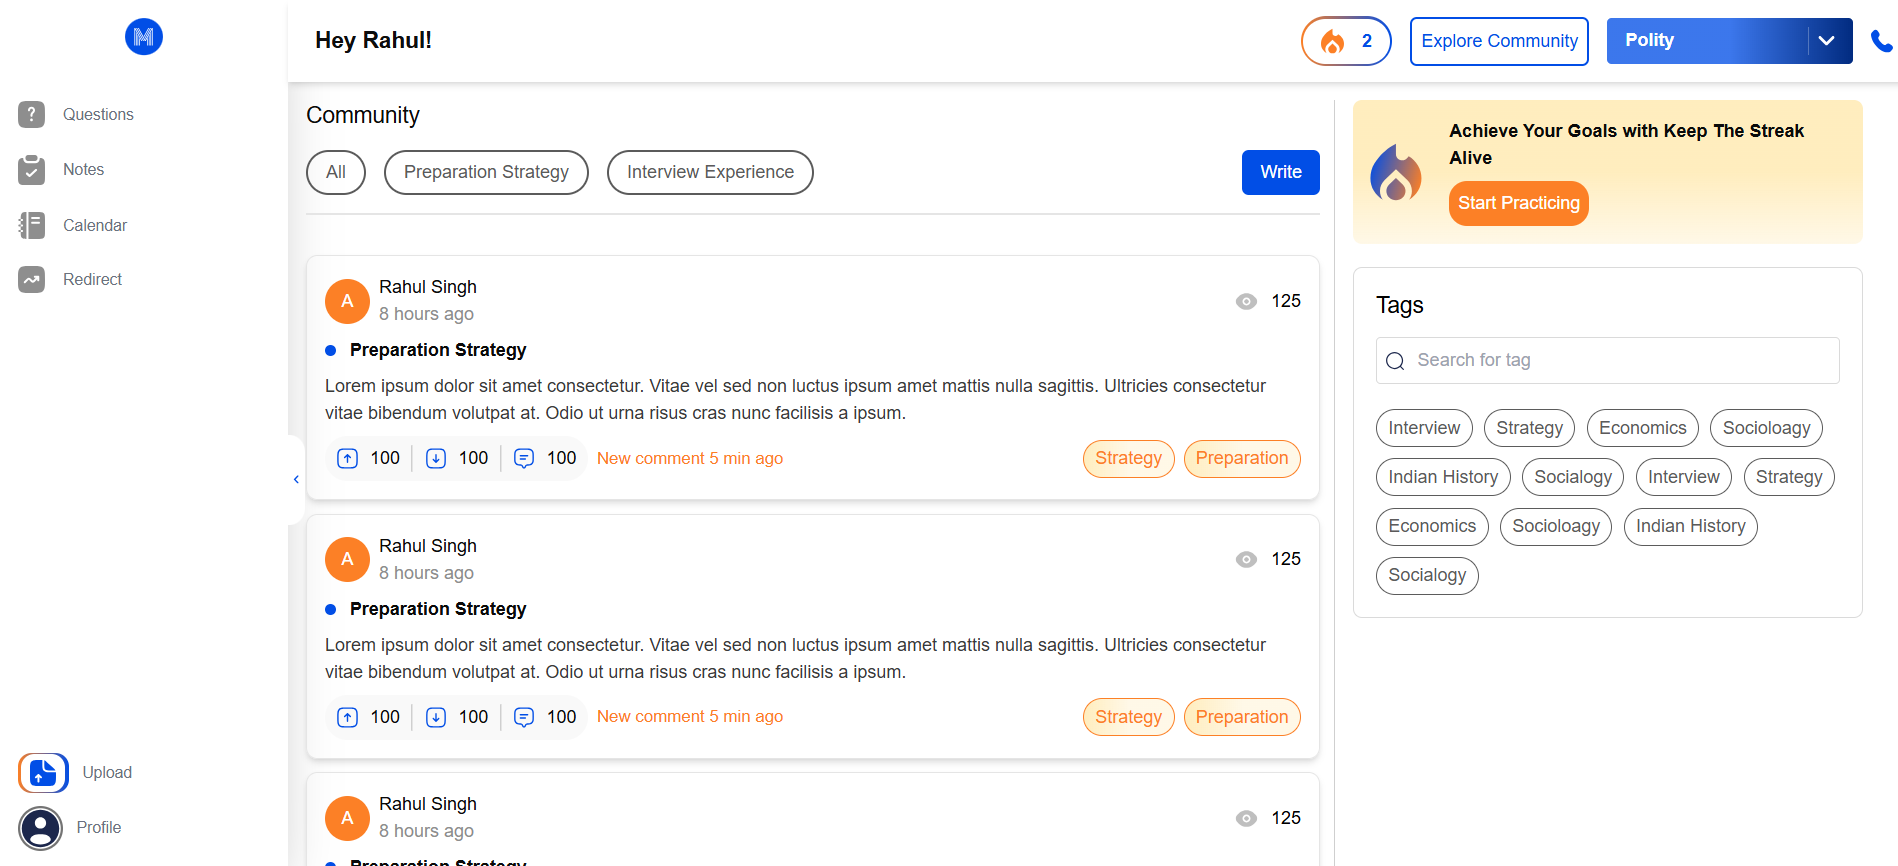 M
Hey Rahul!
2
Explore Community
Polity
Questions
Notes
Calendar
Redirect
Upload
Profile
Community
All
Preparation Strategy
Interview Experience
Write
A
Rahul Singh
8 hours ago
125
Preparation Strategy
Lorem ipsum dolor sit amet consectetur. Vitae vel sed non luctus ipsum amet mattis nulla sagittis. Ultricies consectetur
vitae bibendum volutpat at. Odio ut urna risus cras nunc facilisis a ipsum.
100
100
100
New comment 5 min ago
Strategy
Preparation
A
Rahul Singh
8 hours ago
125
Preparation Strategy
Lorem ipsum dolor sit amet consectetur. Vitae vel sed non luctus ipsum amet mattis nulla sagittis. Ultricies consectetur
vitae bibendum volutpat at. Odio ut urna risus cras nunc facilisis a ipsum.
100
100
100
New comment 5 min ago
Strategy
Preparation
A
Rahul Singh
8 hours ago
125
Preparation Strategy
Achieve Your Goals with Keep The Streak
Alive
Start Practicing
Tags
Search for tag
Interview
Strategy
Economics
Socioloagy
Indian History
Socialogy
Interview
Strategy
Economics
Socioloagy
Indian History
Socialogy